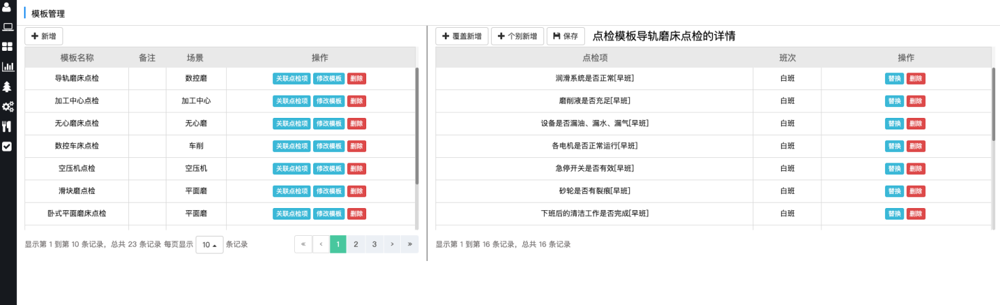 模板管理
新增
模板名称 备注 场景 操作
导轨磨床点检 数控磨 关联点检项 修改模板 删除
加工中心点检 加工中心 关联点检项 修改模板 删除
无心磨床点检 无心磨 关联点检项 修改模板 删除
数控车床点检 车削 关联点检项 修改模板 删除
空压机点检 空压机 关联点检项 修改模板 删除
滑块磨点检 平面磨 关联点检项 修改模板 删除
卧式平面磨床点检 平面磨 关联点检项 修改模板 删除
显示第 1 到第 10 条记录，总共 23 条记录 每页显示 10 条记录
« ‹ 1 2 3 › »
覆盖新增 个别新增 保存 点检模板导轨磨床点检的详情
点检项 班次 操作
润滑系统是否正常[早班] 白班 替换 删除
磨削液是否充足[早班] 白班 替换 删除
设备是否漏油、漏水、漏气[早班] 白班 替换 删除
各电机是否正常运行[早班] 白班 替换 删除
急停开关是否有效[早班] 白班 替换 删除
砂轮是否有裂痕[早班] 白班 替换 删除
下班后的清洁工作是否完成[早班] 白班 替换 删除
显示第 1 到第 16 条记录，总共 16 条记录